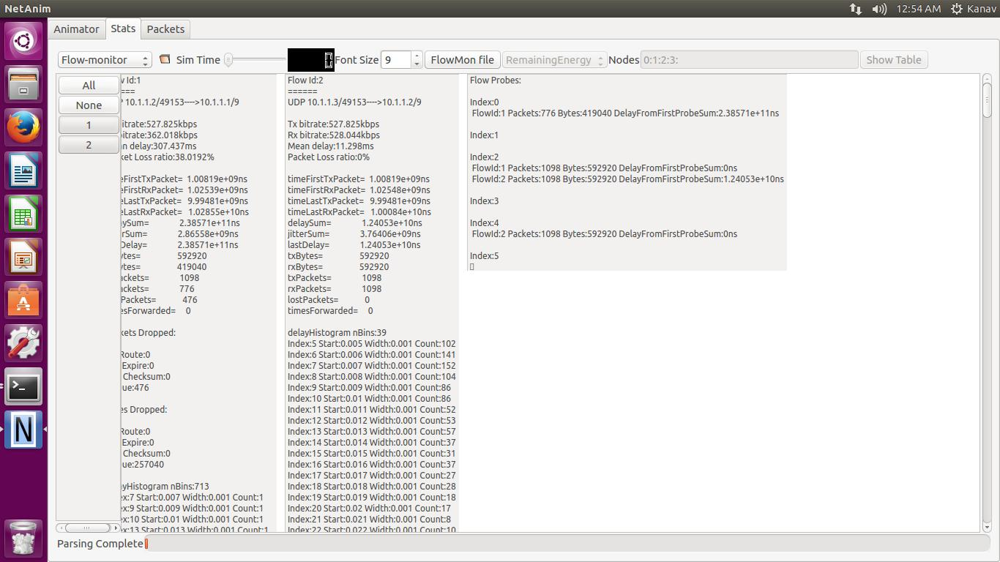 NetAnim
12:54 AM
Kanav
Animator
Stats
Packets
Flow-monitor
Sim Time
Font Size
9
FlowMon file
RemainingEnergy
Nodes
0:1:2:3:
Show Table
All
None
1
2
Id:1
===
10.1.1.2/49153---->10.1.1.1/9
itrate:527.825kbps
itrate:362.018kbps
n delay:307.437ms
et Loss ratio:38.0192%
eFirstTxPacket= 1.00819e+09ns
eFirstRxPacket= 1.02539e+09ns
eLastTxPacket= 9.99481e+09ns
eLastRxPacket= 1.02855e+10ns
ySum= 2.38571e+11ns
rSum= 2.86558e+09ns
Delay= 2.38571e+11ns
ytes= 592920
ytes= 419040
ackets= 1098
ackets= 776
Packets= 476
esForwarded= 0
kets Dropped:
Route:0
Expire:0
Checksum:0
ue:476
es Dropped:
Route:0
Expire:0
Checksum:0
ue:257040
yHistogram nBins:713
x:7 Start:0.007 Width:0.001 Count:1
x:9 Start:0.009 Width:0.001 Count:1
x:10 Start:0.01 Width:0.001 Count:1
x:13 Start:0.013 Width:0.001 Count:1
Flow Id:2
======
UDP 10.1.1.3/49153---->10.1.1.2/9
Tx bitrate:527.825kbps
Rx bitrate:528.044kbps
Mean delay:11.298ms
Packet Loss ratio:0%
timeFirstTxPacket= 1.00819e+09ns
timeFirstRxPacket= 1.02548e+09ns
timeLastTxPacket= 9.99481e+09ns
timeLastRxPacket= 1.00084e+10ns
delaySum= 1.24053e+10ns
jitterSum= 3.76406e+09ns
lastDelay= 1.24053e+10ns
txBytes= 592920
rxBytes= 592920
txPackets= 1098
rxPackets= 1098
lostPackets= 0
timesForwarded= 0
delayHistogram nBins:39
Index:5 Start:0.005 Width:0.001 Count:102
Index:6 Start:0.006 Width:0.001 Count:141
Index:7 Start:0.007 Width:0.001 Count:152
Index:8 Start:0.008 Width:0.001 Count:104
Index:9 Start:0.009 Width:0.001 Count:86
Index:10 Start:0.01 Width:0.001 Count:86
Index:11 Start:0.011 Width:0.001 Count:52
Index:12 Start:0.012 Width:0.001 Count:53
Index:13 Start:0.013 Width:0.001 Count:57
Index:14 Start:0.014 Width:0.001 Count:37
Index:15 Start:0.015 Width:0.001 Count:31
Index:16 Start:0.016 Width:0.001 Count:37
Index:17 Start:0.017 Width:0.001 Count:27
Index:18 Start:0.018 Width:0.001 Count:28
Index:19 Start:0.019 Width:0.001 Count:18
Index:20 Start:0.02 Width:0.001 Count:17
Index:21 Start:0.021 Width:0.001 Count:8
Index:22 Start:0.022 Width:0.001 Count:10
Flow Probes:
Index:0
FlowId:1 Packets:776 Bytes:419040 DelayFromFirstProbeSum:2.38571e+11ns
Index:1
Index:2
FlowId:1 Packets:1098 Bytes:592920 DelayFromFirstProbeSum:0ns
FlowId:2 Packets:1098 Bytes:592920 DelayFromFirstProbeSum:1.24053e+10ns
Index:3
Index:4
FlowId:2 Packets:1098 Bytes:592920 DelayFromFirstProbeSum:0ns
Index:5
Parsing Complete